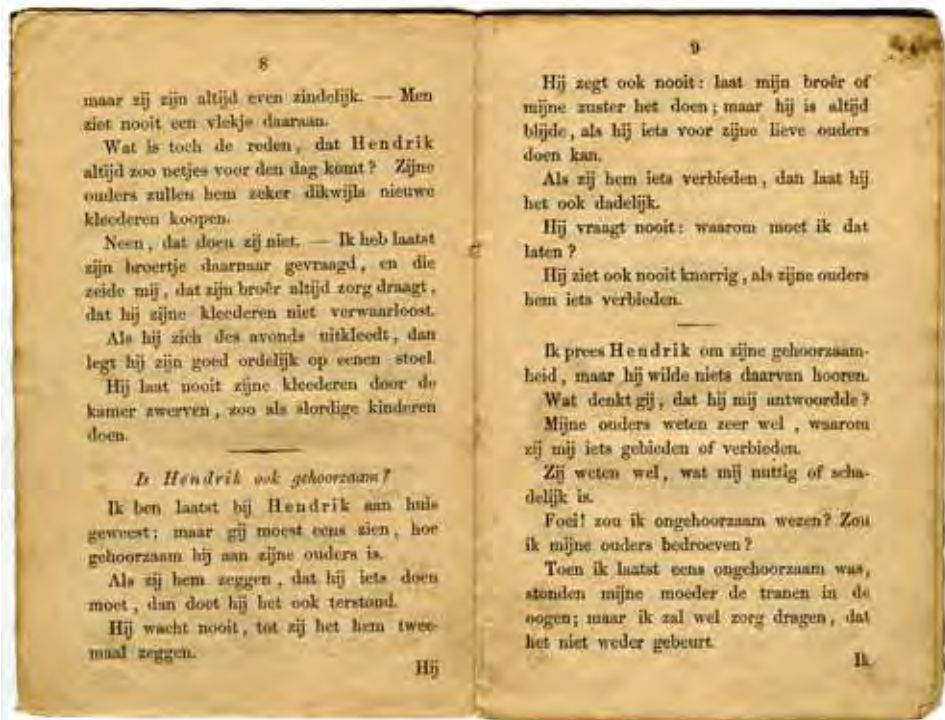 8
maar zij zijn altijd even zindelijk. — Men
ziet nooit een vlekje daaraan.
Wat is toch de reden, dat Hendrik
altijd zoo netjes voor den dag komt? Zijne
ouders zullen hem zeker dikwijls nieuwe
kleederen koopen.
Neen, dat doen zij niet. — Ik heb laatst
zijn broertje daarnaar gevraagd, en die
zeide mij, dat zijn broêr altijd zorg draagt,
dat hij zijne kleederen niet verwaarloost.
Als hij zich des avonds uitkleedt, dan
legt hij zijn goed ordelijk op eenen stoel.
Hij laat nooit zijne kleederen door de
kamer zwerven, zoo als slordige kinderen
doen.
Is Hendrik ook gehoorzaam?
Ik ben laatst bij Hendrik aan huis
geweest; maar gij moest eens zien, hoe
gehoorzaam hij aan zijne ouders is.
Als zij hem zeggen, dat hij iets doen
moet, dan doet hij het ook terstond.
Hij wacht nooit, tot zij het hem twee-
maal zeggen.
Hij
9
Hij zegt ook nooit: laat mijn broêr of
mijne zuster het doen; maar hij is altijd
blijde, als hij iets voor zijne lieve ouders
doen kan.
Als zij hem iets verbieden, dan laat hij
het ook dadelijk.
Hij vraagt nooit: waarom moet ik dat
laten?
Hij ziet ook nooit knorrig, als zijne ouders
hem iets verbieden.
Ik prees Hendrik om zijne gehoorzaam-
heid, maar hij wilde niets daarvan hooren.
Wat denkt gij, dat hij mij antwoordde?
Mijne ouders weten zeer wel, waarom
zij mij iets gebieden of verbieden.
Zij weten wel, wat mij nuttig of scha-
delijk is.
Foei! zou ik ongehoorzaam wezen? Zou
ik mijne ouders bedroeven?
Toen ik laatst eens ongehoorzaam was,
stonden mijne moeder de tranen in de
oogen; maar ik zal wel zorg dragen, dat
het niet weder gebeurt.
Ik